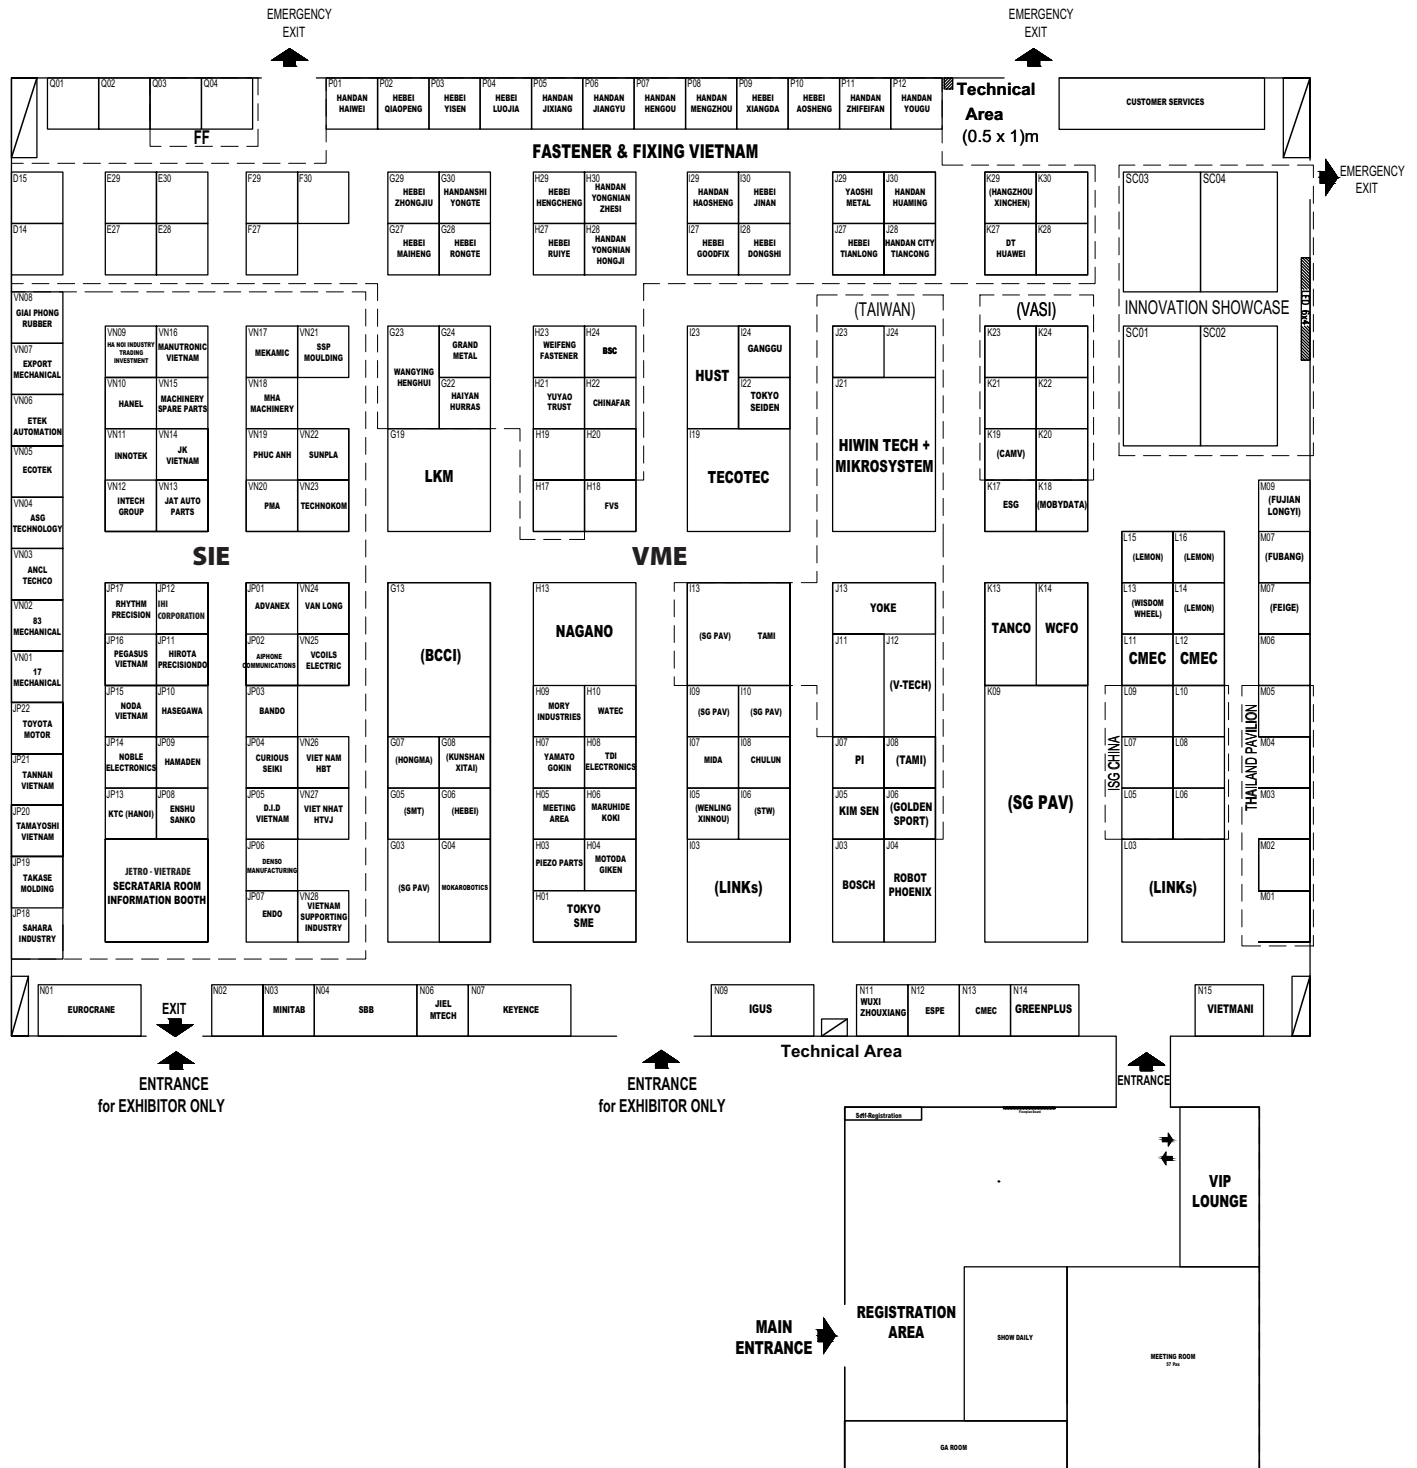 EMERGENCY
EXIT
EMERGENCY
EXIT
Q01
Q02
Q03
Q04
FF
P01
HANDAN
HAIWEI
P02
HEBEI
QIAOPENG
P03
HEBEI
YISEN
P04
HEBEI
LUOJIA
P05
HANDAN
JIXIANG
P06
HANDAN
JIANGYU
P07
HANDAN
HENGOU
P08
HANDAN
MENGZHOU
P09
HEBEI
XIANGDA
P10
HEBEI
AOSHENG
P11
HANDAN
ZHIFEIFAN
P12
HANDAN
YOUGU
Technical
Area
(0.5 x 1)m
CUSTOMER SERVICES
FASTENER & FIXING VIETNAM
EMERGENCY
EXIT
D15
D14
E29
E30
E27
E28
F29
F30
F27
G29
HEBEI
ZHONGJIU
G30
HANDANSHI
YONGTE
G27
HEBEI
MAIHENG
G28
HEBEI
RONGTE
H29
HEBEI
HENGCHENG
H30
HANDAN
YONGNIAN
ZHESI
H27
HEBEI
RUIYE
H28
HANDAN
YONGNIAN
HONGJI
I29
HANDAN
HAOSHENG
I30
HEBEI
JINAN
I27
HEBEI
GOODFIX
I28
HEBEI
DONGSHI
J29
YAOSHI
METAL
J30
HANDAN
HUAMING
J27
HEBEI
TIANLONG
J28
HANDAN CITY
TIANCONG
K29
(HANGZHOU
XINCHEN)
K30
K27
DT
HUAWEI
K28
SC03
SC04
INNOVATION SHOWCASE
LED 6x4
SC01
SC02
VN08
GIAI PHONG
RUBBER
VN07
EXPORT
MECHANICAL
VN06
ETEK
AUTOMATION
VN05
ECOTEK
VN04
ASG
TECHNOLOGY
VN03
ANCL
TECHCO
VN02
83
MECHANICAL
VN01
17
MECHANICAL
JP22
TOYOTA
MOTOR
JP21
TANNAN
VIETNAM
JP20
TAMAYOSHI
VIETNAM
JP19
TAKASE
MOLDING
JP18
SAHARA
INDUSTRY
VN09
HA NOI INDUSTRY
TRADING
INVESTMENT
VN16
MANUTRONIC
VIETNAM
VN10
HANEL
VN15
MACHINERY
SPARE PARTS
VN11
INNOTEK
VN14
JK
VIETNAM
VN12
INTECH
GROUP
VN13
JAT AUTO
PARTS
VN17
MEKAMIC
VN21
SSP
MOULDING
VN18
MHA
MACHINERY
VN19
PHUC ANH
VN22
SUNPLA
VN20
PMA
VN23
TECHNOKOM
SIE
G23
WANGYING
HENGHUI
G24
GRAND
METAL
G22
HAIYAN
HURRAS
G19
LKM
H23
WEIFENG
FASTENER
H24
BSC
H21
YUYAO
TRUST
H22
CHINAFAR
H19
H20
H17
H18
FVS
VME
I23
HUST
I24
GANGGU
I22
TOKYO
SEIDEN
I19
TECOTEC
(TAIWAN)
J23
J24
J21
HIWIN TECH +
MIKROSYSTEM
(VASI)
K23
K24
K21
K22
K19
(CAMV)
K20
K17
ESG
K18
(MOBYDATA)
M09
(FUJIAN
LONGYI)
M07
(FUBANG)
M07
(FEIGE)
M06
M05
M04
M03
M02
M01
THAILAND PAVILION
L15
(LEMON)
L16
(LEMON)
L13
(WISDOM
WHEEL)
L14
(LEMON)
L11
CMEC
L12
CMEC
L09
L10
L07
L08
L05
L06
ISG CHINA
L03
(LINKs)
JP17
RHYTHM
PRECISION
JP12
IHI
CORPORATION
JP16
PEGASUS
VIETNAM
JP11
HIROTA
PRECISIONDO
JP15
NODA
VIETNAM
JP10
HASEGAWA
JP14
NOBLE
ELECTRONICS
JP09
HAMADEN
JP13
KTC (HANOI)
JP08
ENSHU
SANKO
JETRO - VIETRADE
SECRATARIA ROOM
INFORMATION BOOTH
JP01
ADVANEX
VN24
VAN LONG
JP02
AIPHONE
COMMUNICATIONS
VN25
VCOILS
ELECTRIC
JP03
BANDO
JP04
CURIOUS
SEIKI
VN26
VIET NAM
HBT
JP05
D.I.D
VIETNAM
VN27
VIET NHAT
HTVJ
JP06
DENSO
MANUFACTURING
JP07
ENDO
VN28
VIETNAM
SUPPORTING
INDUSTRY
G13
(BCCI)
G07
(HONGMA)
G08
(KUNSHAN
XITAI)
G05
(SMT)
G06
(HEBEI)
G03
(SG PAV)
G04
MOKAROBOTICS
H13
NAGANO
H09
MORY
INDUSTRIES
H10
WATEC
H07
YAMATO
GOKIN
H08
TDI
ELECTRONICS
H05
MEETING
AREA
H06
MARUHIDE
KOKI
H03
PIEZO PARTS
H04
MOTODA
GIKEN
H01
TOKYO
SME
I13
(SG PAV)
TAMI
I09
(SG PAV)
I10
(SG PAV)
I07
MIDA
I08
CHULUN
I05
(WENLING
XINNOU)
I06
(STW)
I03
(LINKs)
J13
YOKE
J11
J12
(V-TECH)
J07
PI
J08
(TAMI)
J05
KIM SEN
J06
(GOLDEN
SPORT)
J03
BOSCH
J04
ROBOT
PHOENIX
K13
TANCO
K14
WCFO
K09
(SG PAV)
N01
EUROCRANE
EXIT
N02
N03
MINITAB
N04
SBB
N06
JIEL
MTECH
N07
KEYENCE
N09
IGUS
N11
WUXI
ZHOUXIANG
N12
ESPE
N13
CMEC
N14
GREENPLUS
N15
VIETMANI
Technical Area
ENTRANCE
for EXHIBITOR ONLY
ENTRANCE
for EXHIBITOR ONLY
ENTRANCE
VIP
LOUNGE
MAIN
ENTRANCE
REGISTRATION
AREA
SHOW DAILY
MEETING ROOM
57 Pax
GA ROOM